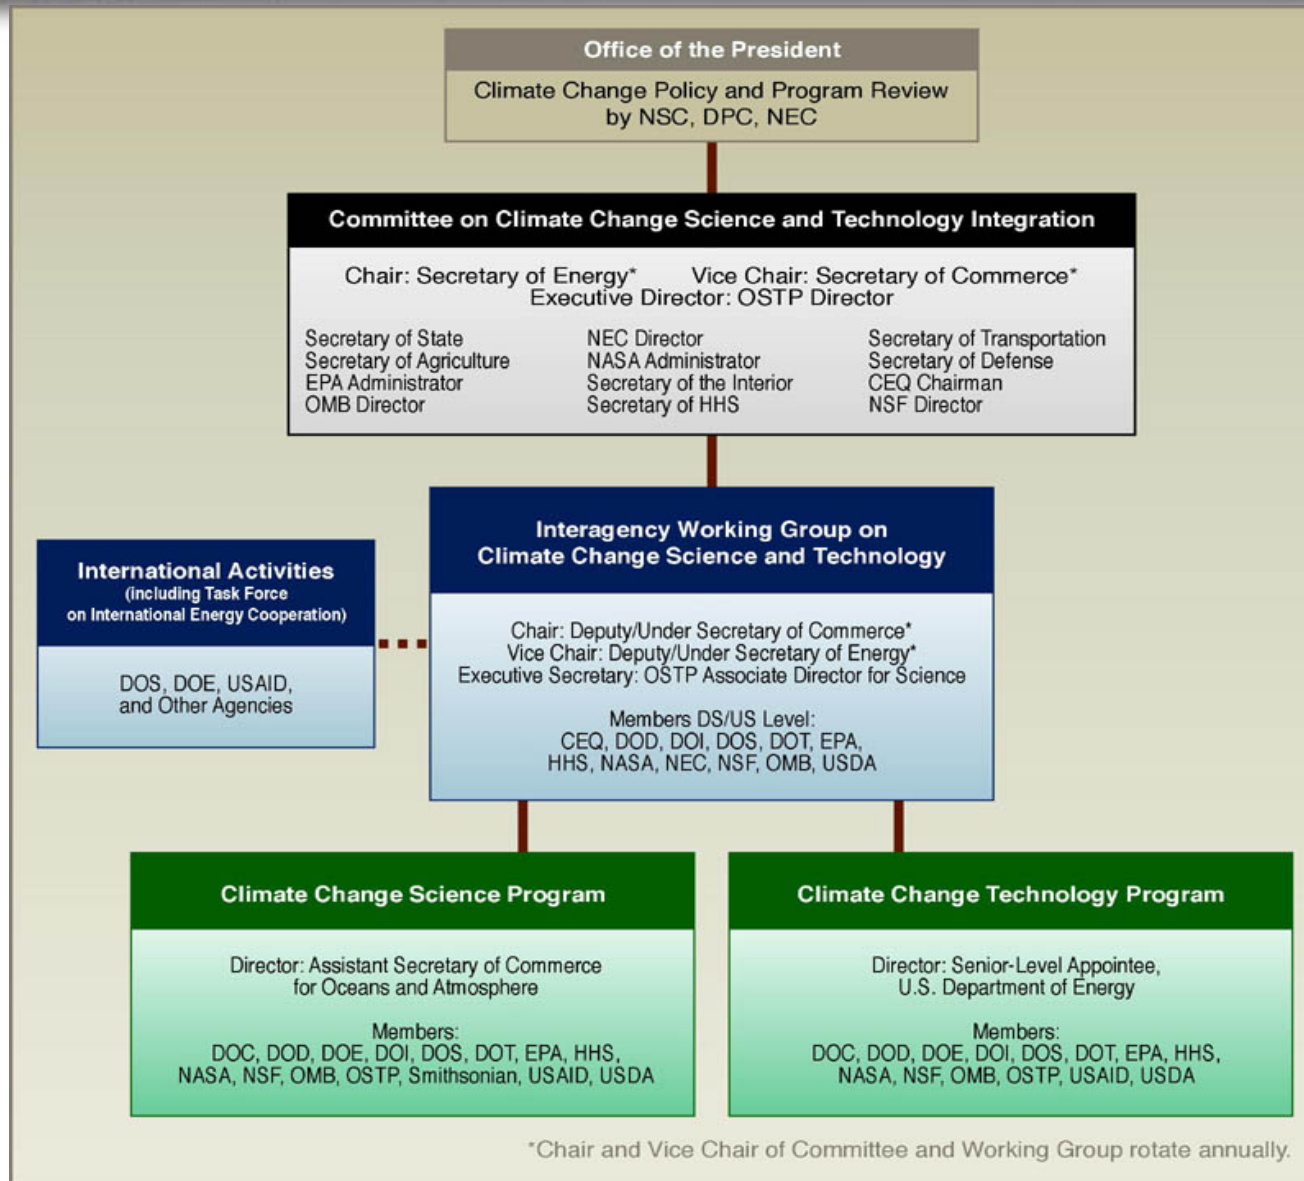 Office of the President
Climate Change Policy and Program Review
by NSC, DPC, NEC
Committee on Climate Change Science and Technology Integration
Chair: Secretary of Energy* Vice Chair: Secretary of Commerce*
Executive Director: OSTP Director
Secretary of State
Secretary of Agriculture
EPA Administrator
OMB Director
NEC Director
NASA Administrator
Secretary of the Interior
Secretary of HHS
Secretary of Transportation
Secretary of Defense
CEQ Chairman
NSF Director
International Activities
(including Task Force
on International Energy Cooperation)
DOS, DOE, USAID,
and Other Agencies
Interagency Working Group on
Climate Change Science and Technology
Chair: Deputy/Under Secretary of Commerce*
Vice Chair: Deputy/Under Secretary of Energy*
Executive Secretary: OSTP Associate Director for Science
Members DS/US Level:
CEQ, DOD, DOI, DOS, DOT, EPA,
HHS, NASA, NEC, NSF, OMB, USDA
Climate Change Science Program
Director: Assistant Secretary of Commerce
for Oceans and Atmosphere
Members:
DOC, DOD, DOE, DOI, DOS, DOT, EPA, HHS,
NASA, NSF, OMB, OSTP, Smithsonian, USAID, USDA
Climate Change Technology Program
Director: Senior-Level Appointee,
U.S. Department of Energy
Members:
DOC, DOD, DOE, DOI, DOS, DOT, EPA, HHS,
NASA, NSF, OMB, OSTP, USAID, USDA
*Chair and Vice Chair of Committee and Working Group rotate annually.